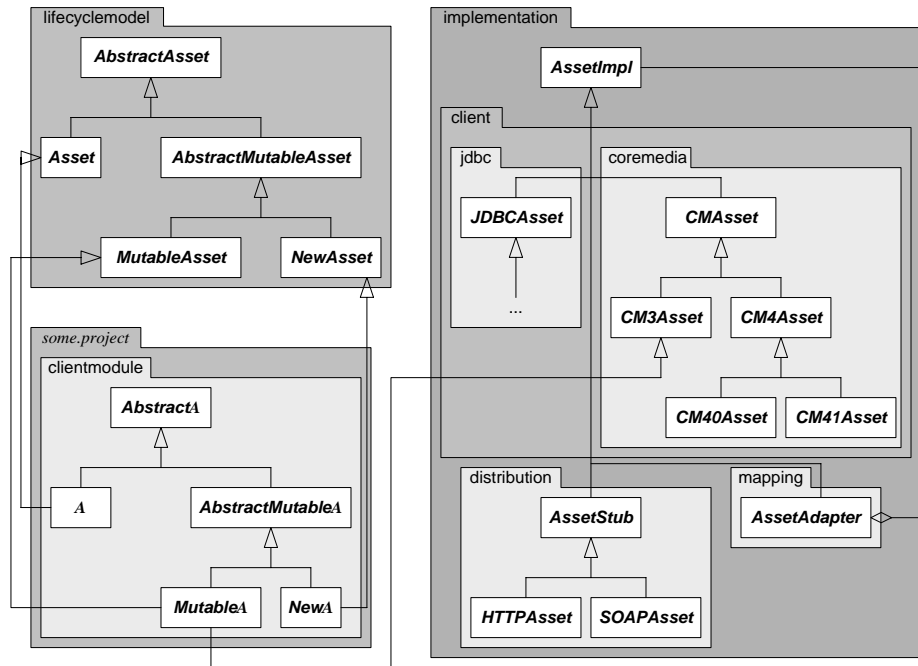 lifecyclemodel
AbstractAsset
Asset
AbstractMutableAsset
MutableAsset
NewAsset
some.project
clientmodule
AbstractA
A
AbstractMutableA
MutableA
NewA
implementation
AssetImpl
client
jdbc
JDBCAsset
...
coremedia
CMAsset
CM3Asset
CM4Asset
CM40Asset
CM41Asset
distribution
AssetStub
HTTPAsset
SOAPAsset
mapping
AssetAdapter